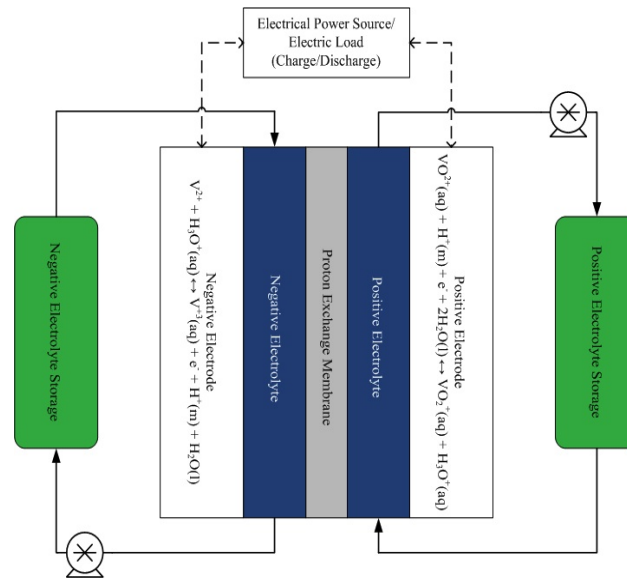 Electrical Power Source/
Electric Load
(Charge/Discharge)
Negative Electrolyte Storage
Negative Electrode
V²⁺ + H₃O⁺(aq) ↔ V⁺³(aq) + e⁻ + H⁺(m) + H₂O(l)
Negative Electrolyte
Proton Exchange Membrane
Positive Electrolyte
Positive Electrode
VO²⁺(aq) + H⁺(m) + e⁻ + 2H₂O(l) ↔ VO₂⁺(aq) + H₃O⁺(aq)
Positive Electrolyte Storage